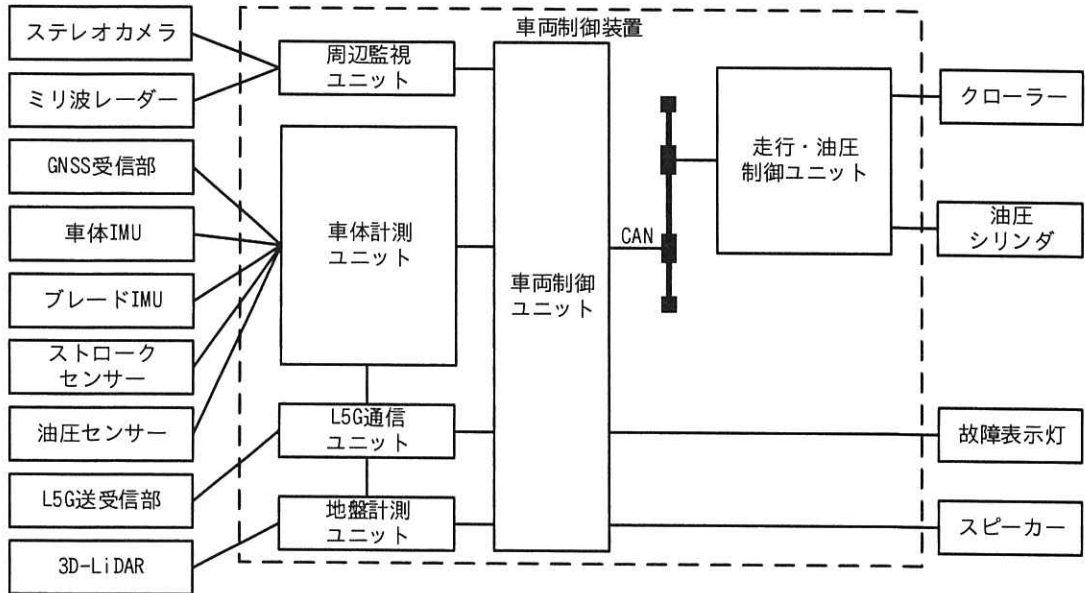 車両制御装置
ステレオカメラ
ミリ波レーダー
GNSS受信部
車体IMU
ブレードIMU
ストローク
センサー
油圧センサー
L5G送受信部
3D-LiDAR
周辺監視
ユニット
車体計測
ユニット
L5G通信
ユニット
地盤計測
ユニット
車両制御
ユニット
CAN
走行・油圧
制御ユニット
クローラー
油圧
シリンダ
故障表示灯
スピーカー